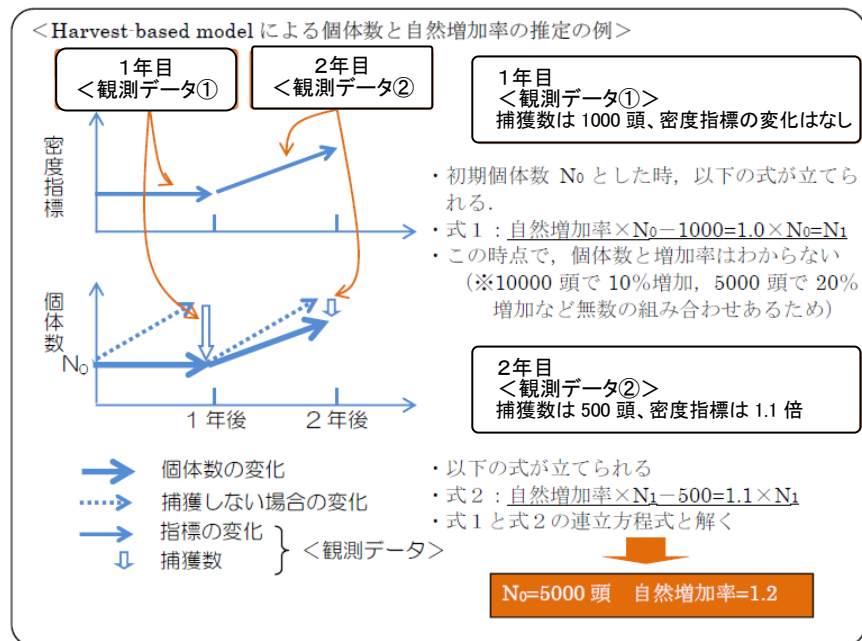 ＜Harvest-based model による個体数と自然増加率の推定の例＞
１年目
＜観測データ①＞
２年目
＜観測データ②＞
密度指標
個体数
N₀
１年後
２年後
個体数の変化
捕獲しない場合の変化
指標の変化
捕獲数
＜観測データ＞
１年目
＜観測データ①＞
捕獲数は 1000 頭、密度指標の変化はなし
・初期個体数 N₀ とした時，以下の式が立てら
れる．
・式１：自然増加率×N₀－1000=1.0×N₀=N₁
・この時点で，個体数と増加率はわからない
（※10000 頭で 10%増加，5000 頭で 20%
増加など無数の組み合わせあるため）
２年目
＜観測データ②＞
捕獲数は 500 頭、密度指標は 1.1 倍
・以下の式が立てられる
・式２：自然増加率×N₁－500=1.1×N₁
・式１と式２の連立方程式と解く
N₀=5000 頭　自然増加率=1.2